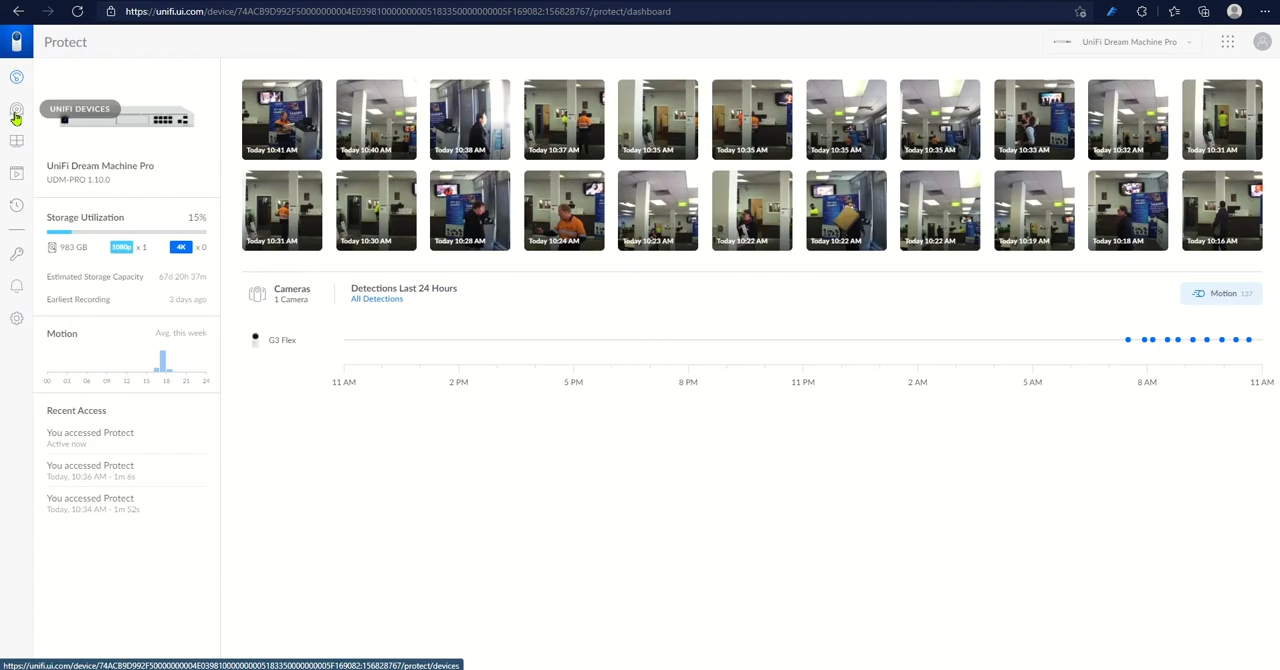 https://unifi.ui.com/device/74ACB9D992F50000000004E0398100000000051833500000000005F169082:156828767/protect/dashboard
Protect
UniFi Dream Machine Pro
UNIFI DEVICES
UniFi Dream Machine Pro
UDM-PRO 1.10.0
Storage Utilization 15%
983 GB 1080p x 1 4K x 0
Estimated Storage Capacity 67d 20h 37m
Earliest Recording 3 days ago
Motion Avg. this week
00 03 06 09 12 15 18 21 24
Recent Access
You accessed Protect
Active now
You accessed Protect
Today, 10:36 AM - 1m 6s
You accessed Protect
Today, 10:34 AM - 1m 52s
Today 10:41 AM Today 10:40 AM Today 10:38 AM Today 10:37 AM Today 10:35 AM Today 10:35 AM Today 10:35 AM Today 10:35 AM Today 10:33 AM Today 10:32 AM Today 10:31 AM
Today 10:31 AM Today 10:30 AM Today 10:28 AM Today 10:24 AM Today 10:23 AM Today 10:22 AM Today 10:22 AM Today 10:22 AM Today 10:19 AM Today 10:18 AM Today 10:16 AM
Cameras
1 Camera
Detections Last 24 Hours
All Detections
Motion 137
G3 Flex
11 AM 2 PM 5 PM 8 PM 11 PM 2 AM 5 AM 8 AM 11 AM
https://unifi.ui.com/device/74ACB9D992F50000000004E0398100000000051833500000000005F169082:156828767/protect/devices